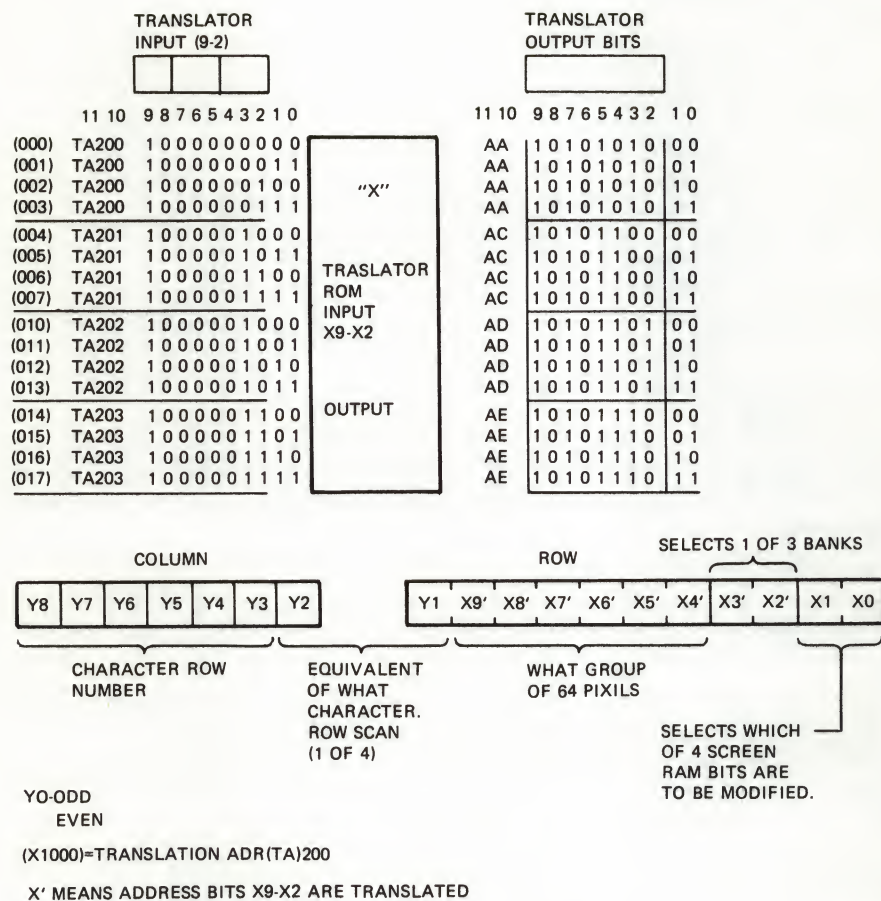 TRANSLATOR
INPUT (9-2)
TRANSLATOR
OUTPUT BITS
11 10 9 8 7 6 5 4 3 2 1 0
11 10 9 8 7 6 5 4 3 2 1 0
(000) TA200 1 0 0 0 0 0 0 0 0 0 AA 1 0 1 0 1 0 1 0 0 0
(001) TA200 1 0 0 0 0 0 0 0 1 1 AA 1 0 1 0 1 0 1 0 0 1
(002) TA200 1 0 0 0 0 0 0 1 0 0 AA 1 0 1 0 1 0 1 0 1 0
(003) TA200 1 0 0 0 0 0 0 1 1 1 AA 1 0 1 0 1 0 1 0 1 1
(004) TA201 1 0 0 0 0 0 1 0 0 0 AC 1 0 1 0 1 1 0 0 0 0
(005) TA201 1 0 0 0 0 0 1 0 1 1 AC 1 0 1 0 1 1 0 0 0 1
(006) TA201 1 0 0 0 0 0 1 1 0 0 AC 1 0 1 0 1 1 0 0 1 0
(007) TA201 1 0 0 0 0 0 1 1 1 1 AC 1 0 1 0 1 1 0 0 1 1
(010) TA202 1 0 0 0 0 0 1 0 0 0 AD 1 0 1 0 1 1 0 1 0 0
(011) TA202 1 0 0 0 0 0 1 0 0 1 AD 1 0 1 0 1 1 0 1 0 1
(012) TA202 1 0 0 0 0 0 1 0 1 0 AD 1 0 1 0 1 1 0 1 1 0
(013) TA202 1 0 0 0 0 0 1 0 1 1 AD 1 0 1 0 1 1 0 1 1 1
(014) TA203 1 0 0 0 0 0 1 1 0 0 AE 1 0 1 0 1 1 1 0 0 0
(015) TA203 1 0 0 0 0 0 1 1 0 1 AE 1 0 1 0 1 1 1 0 0 1
(016) TA203 1 0 0 0 0 0 1 1 1 0 AE 1 0 1 0 1 1 1 0 1 0
(017) TA203 1 0 0 0 0 0 1 1 1 1 AE 1 0 1 0 1 1 1 0 1 1
"X"
TRASLATOR
ROM
INPUT
X9-X2
OUTPUT
COLUMN
ROW
SELECTS 1 OF 3 BANKS
Y8 Y7 Y6 Y5 Y4 Y3 Y2
Y1 X9' X8' X7' X6' X5' X4' X3' X2' X1 X0
CHARACTER ROW
NUMBER
EQUIVALENT
OF WHAT
CHARACTER.
ROW SCAN
(1 OF 4)
WHAT GROUP
OF 64 PIXILS
SELECTS WHICH
OF 4 SCREEN
RAM BITS ARE
TO BE MODIFIED.
YO-ODD
EVEN
(X1000)=TRANSLATION ADR(TA)200
X' MEANS ADDRESS BITS X9-X2 ARE TRANSLATED